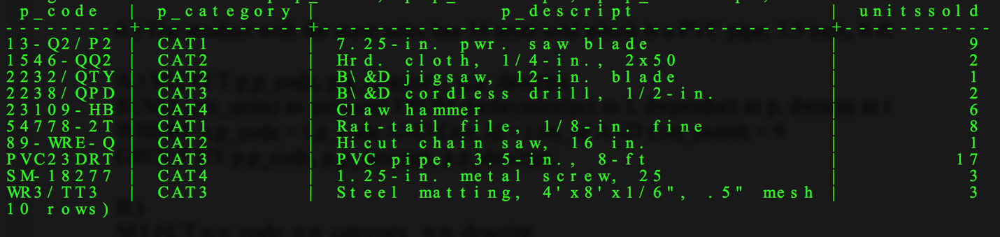 p_code | p_category | p_descript | unitssold
---------+------------+--------------------------------------+-----------
13-Q2/P2 | CAT1 | 7.25-in. pwr. saw blade | 9
1546-QQ2 | CAT2 | Hrd. cloth, 1/4-in., 2x50 | 2
2232/QTY | CAT2 | B\&D jigsaw, 12-in. blade | 1
2238/QPD | CAT3 | B\&D cordless drill, 1/2-in. | 2
23109-HB | CAT4 | Claw hammer | 6
54778-2T | CAT1 | Rat-tail file, 1/8-in. fine | 8
89-WRE-Q | CAT2 | Hicut chain saw, 16 in. | 1
PVC23DRT | CAT3 | PVC pipe, 3.5-in., 8-ft | 17
SM-18277 | CAT4 | 1.25-in. metal screw, 25 | 3
WR3/TT3 | CAT3 | Steel matting, 4'x8'x1/6", .5" mesh | 3
10 rows)